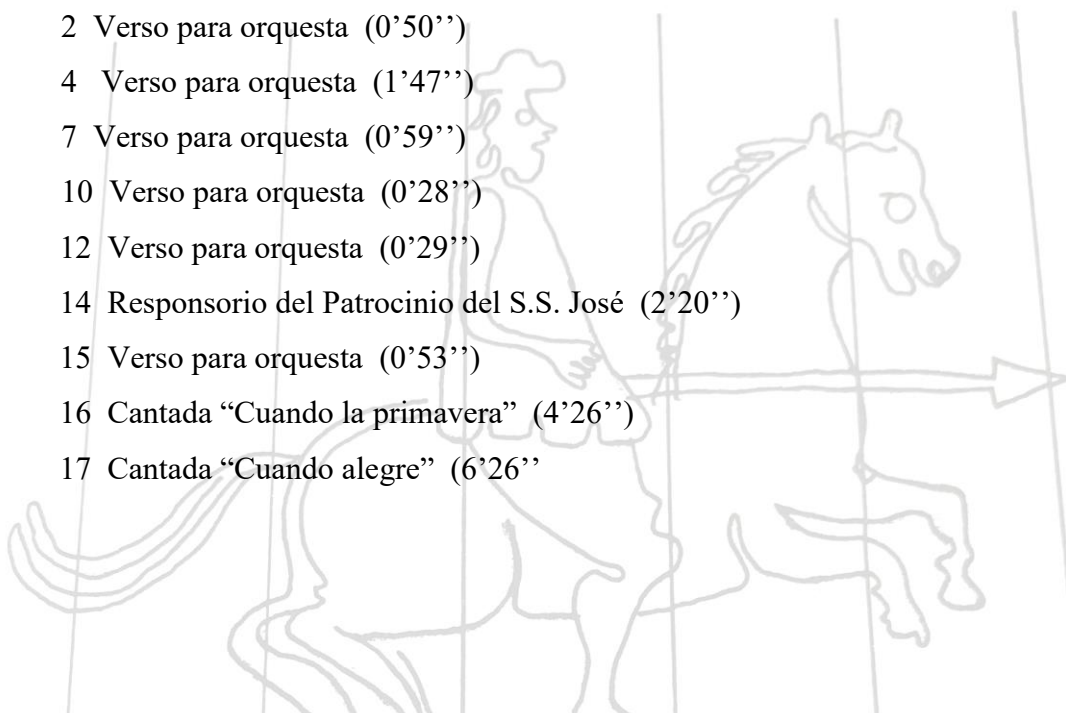 2 Verso para orquesta (0’50’’)
4 Verso para orquesta (1’47’’)
7 Verso para orquesta (0’59’’)
10 Verso para orquesta (0’28’’)
12 Verso para orquesta (0’29’’)
14 Responsorio del Patrocinio del S.S. José (2’20’’)
15 Verso para orquesta (0’53’’)
16 Cantada “Cuando la primavera” (4’26’’)
17 Cantada “Cuando alegre” (6’26’’